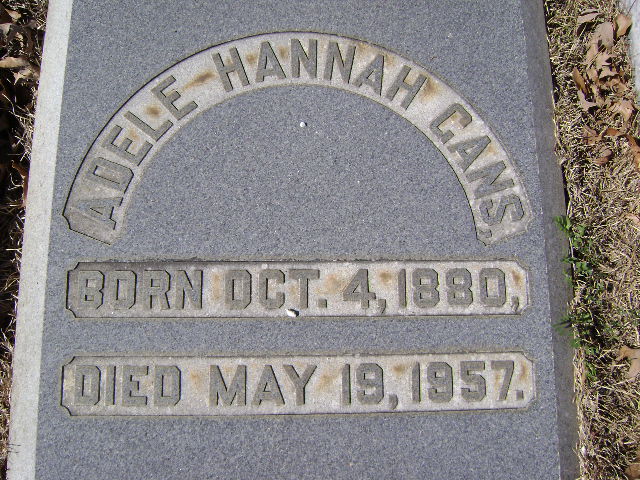 ADELE HANNAH GANS,
BORN OCT. 4, 1880,
DIED MAY 19, 1957.